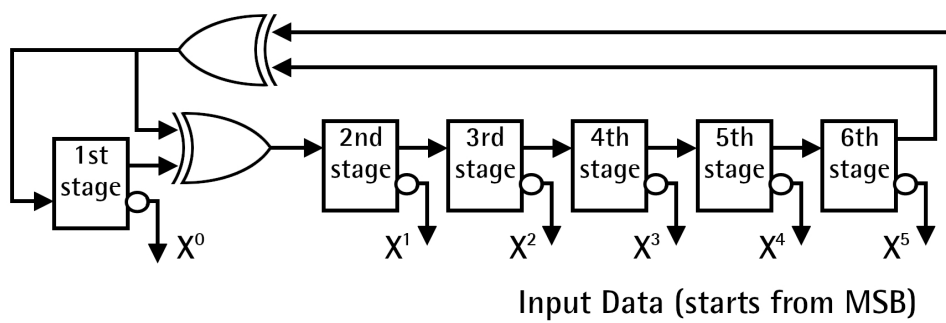 1st stage
2nd stage
3rd stage
4th stage
5th stage
6th stage
X⁰
X¹
X²
X³
X⁴
X⁵
Input Data (starts from MSB)